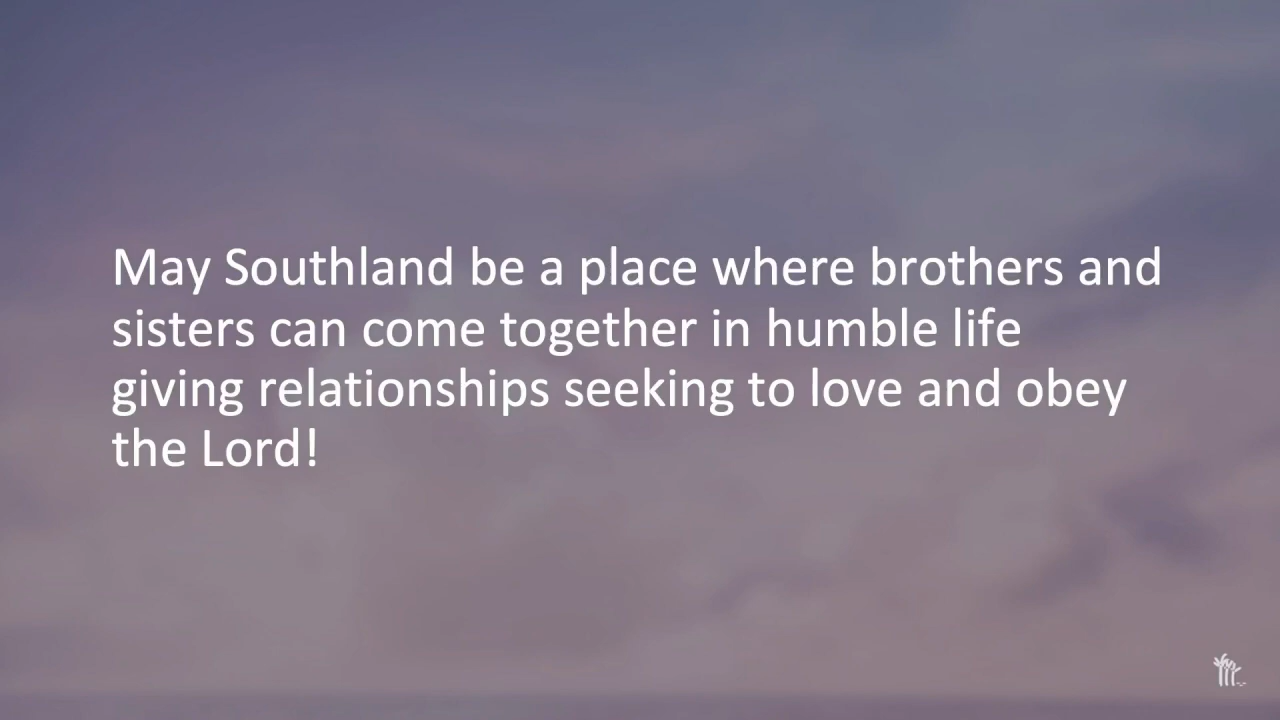 May Southland be a place where brothers and
sisters can come together in humble life
giving relationships seeking to love and obey
the Lord!